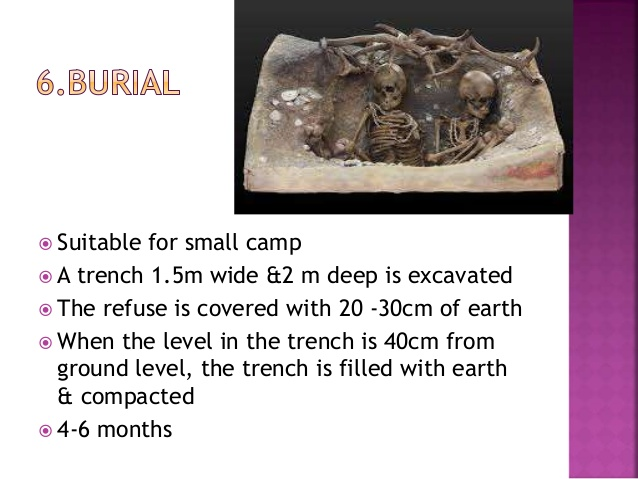 6.BURIAL
Suitable for small camp
A trench 1.5m wide &2 m deep is excavated
The refuse is covered with 20 -30cm of earth
When the level in the trench is 40cm from
ground level, the trench is filled with earth
& compacted
4-6 months